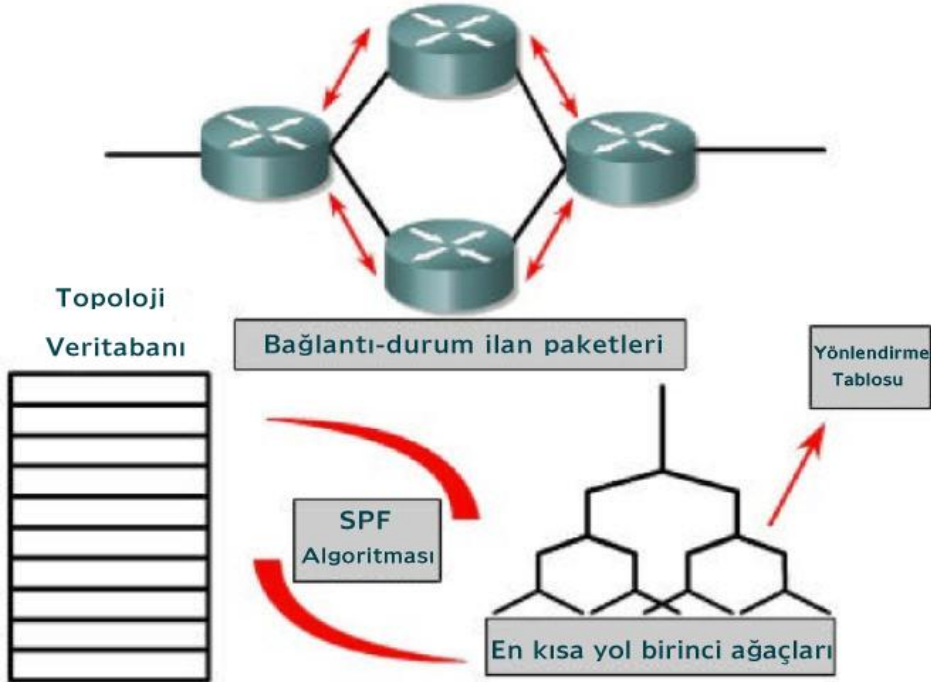 Topoloji
Veritabanı
Bağlantı-durum ilan paketleri
Yönlendirme
Tablosu
SPF
Algoritması
En kısa yol birinci ağaçları